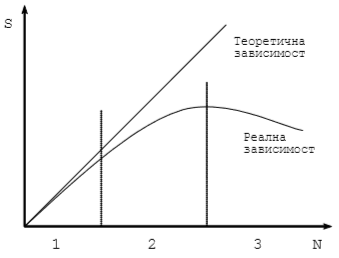 S
Теоретична
зависимост
Реална
зависимост
1 2 3 N